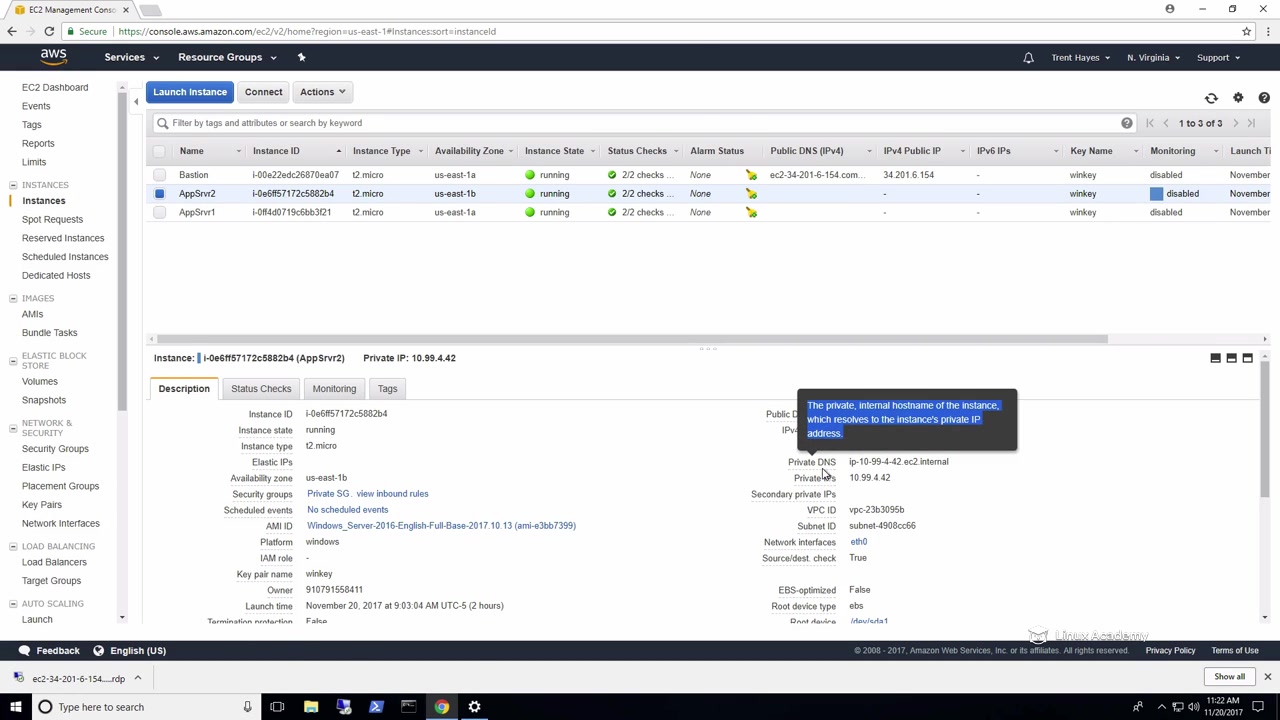 EC2 Management Cons
Secure
https://console.aws.amazon.com/ec2/v2/home?region=us-east-1#Instances:sort=instanceId
aws
Services
Resource Groups
Trent Hayes
N. Virginia
Support
EC2 Dashboard
Events
Tags
Reports
Limits
INSTANCES
Instances
Spot Requests
Reserved Instances
Scheduled Instances
Dedicated Hosts
IMAGES
AMIs
Bundle Tasks
ELASTIC BLOCK
STORE
Volumes
Snapshots
NETWORK &
SECURITY
Security Groups
Elastic IPs
Placement Groups
Key Pairs
Network Interfaces
LOAD BALANCING
Load Balancers
Target Groups
AUTO SCALING
Launch
Launch Instance
Connect
Actions
Filter by tags and attributes or search by keyword
1 to 3 of 3
Name Instance ID Instance Type Availability Zone Instance State Status Checks Alarm Status Public DNS (IPv4) IPv4 Public IP IPv6 IPs Key Name Monitoring Launch Ti
Bastion i-00e22edc26870ea07 t2.micro us-east-1a running 2/2 checks ... None ec2-34-201-6-154.com... 34.201.6.154 - winkey disabled November
AppSrvr2 i-0e6ff57172c5882b4 t2.micro us-east-1b running 2/2 checks ... None - - winkey disabled November
AppSrvr1 i-0ff4d0719c6bb3f21 t2.micro us-east-1a running 2/2 checks ... None - - winkey disabled November
Instance: i-0e6ff57172c5882b4 (AppSrvr2) Private IP: 10.99.4.42
Description
Status Checks
Monitoring
Tags
Instance ID i-0e6ff57172c5882b4
Instance state running
Instance type t2.micro
Elastic IPs
Availability zone us-east-1b
Security groups Private SG. view inbound rules
Scheduled events No scheduled events
AMI ID Windows_Server-2016-English-Full-Base-2017.10.13 (ami-e3bb7399)
Platform windows
IAM role -
Key pair name winkey
Owner 910791558411
Launch time November 20, 2017 at 9:03:04 AM UTC-5 (2 hours)
Termination protection False
The private, internal hostname of the instance,
which resolves to the instance's private IP
address.
Public D
IPv4
Private DNS ip-10-99-4-42.ec2.internal
Private IPs 10.99.4.42
Secondary private IPs
VPC ID vpc-23b3095b
Subnet ID subnet-4908cc66
Network interfaces eth0
Source/dest. check True
EBS-optimized False
Root device type ebs
Root device /dev/sda1
Linux Academy
Feedback
English (US)
© 2008 - 2017, Amazon Web Services, Inc. or its affiliates. All rights reserved.
Privacy Policy
Terms of Use
ec2-34-201-6-154.....rdp
Show all
Type here to search
11:22 AM
11/20/2017